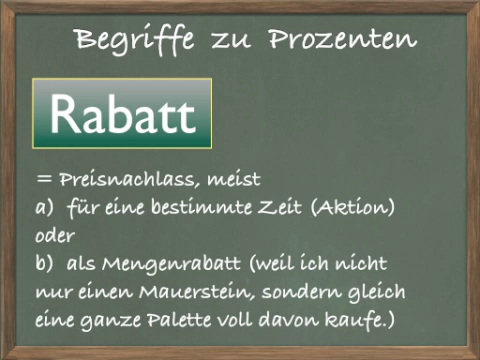 Begriffe zu Prozenten
Rabatt
= Preisnachlass, meist
a) für eine bestimmte Zeit (Aktion)
oder
b) als Mengenrabatt (weil ich nicht
nur einen Mauerstein, sondern gleich
eine ganze Palette voll davon kaufe.)